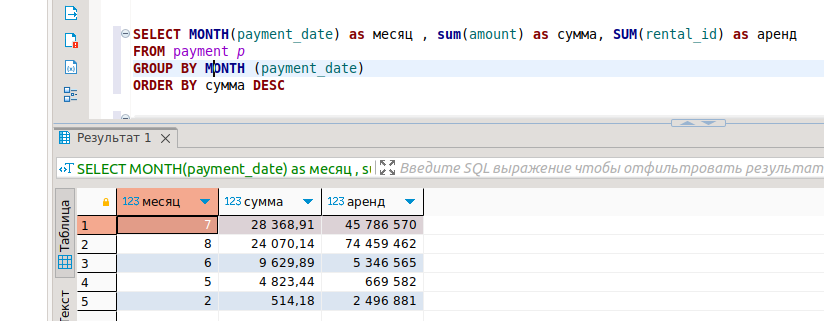 SELECT MONTH(payment_date) as месяц , sum(amount) as сумма, SUM(rental_id) as аренд
FROM payment p
GROUP BY MONTH (payment_date)
ORDER BY сумма DESC
Результат 1
SELECT MONTH(payment_date) as месяц , su
Введите SQL выражение чтобы отфильтровать результат
Таблица
Текст
123 месяц 123 сумма 123 аренд
1 7 28 368,91 45 786 570
2 8 24 070,14 74 459 462
3 6 9 629,89 5 346 565
4 5 4 823,44 669 582
5 2 514,18 2 496 881